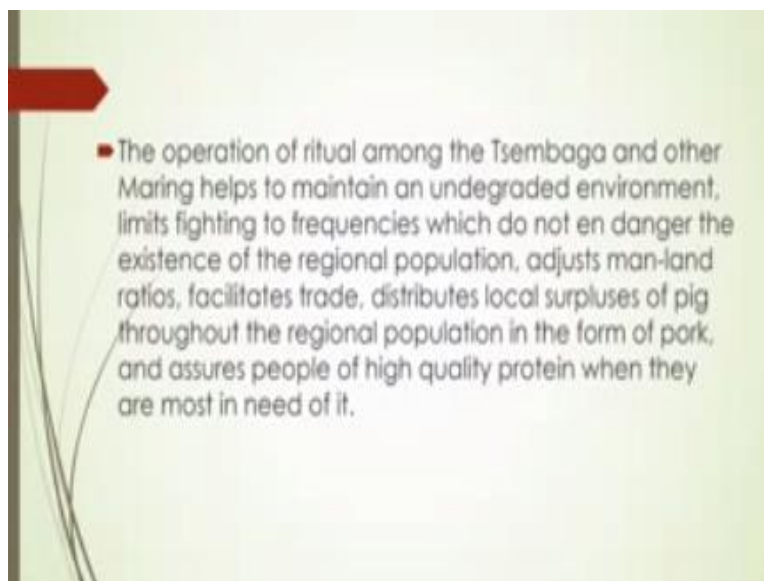 The operation of ritual among the Tsembaga and other
Maring helps to maintain an undegraded environment,
limits fighting to frequencies which do not en danger the
existence of the regional population, adjusts man-land
ratios, facilitates trade, distributes local surpluses of pig
throughout the regional population in the form of pork,
and assures people of high quality protein when they
are most in need of it.